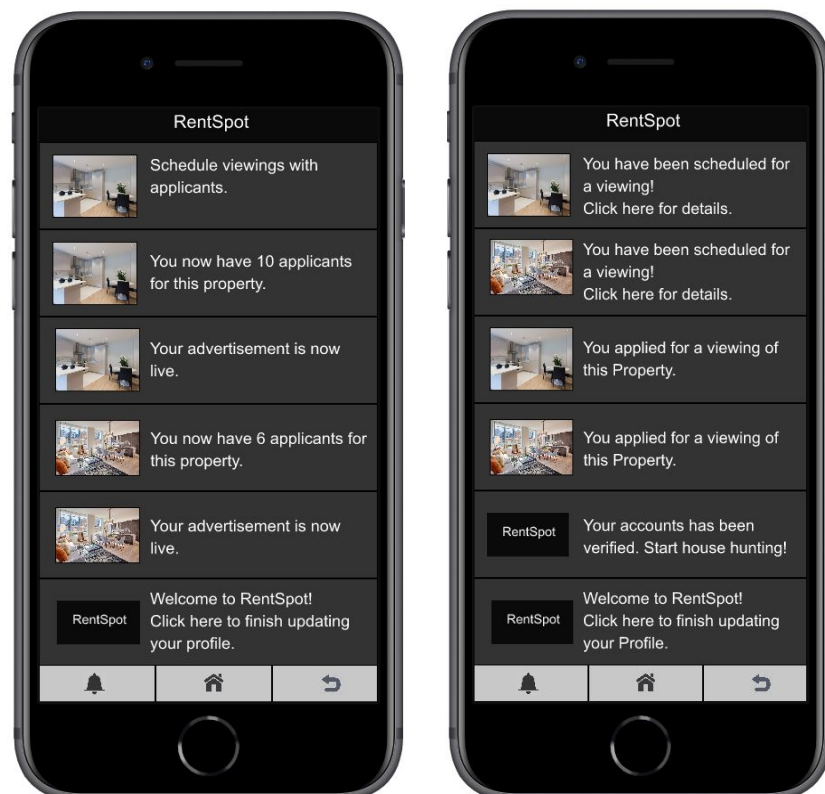 RentSpot
Schedule viewings with
applicants.
You now have 10 applicants
for this property.
Your advertisement is now
live.
You now have 6 applicants for
this property.
Your advertisement is now
live.
RentSpot
Welcome to RentSpot!
Click here to finish updating
your profile.
RentSpot
You have been scheduled for
a viewing!
Click here for details.
You have been scheduled for
a viewing!
Click here for details.
You applied for a viewing of
this Property.
You applied for a viewing of
this Property.
RentSpot
Your accounts has been
verified. Start house hunting!
RentSpot
Welcome to RentSpot!
Click here to finish updating
your Profile.